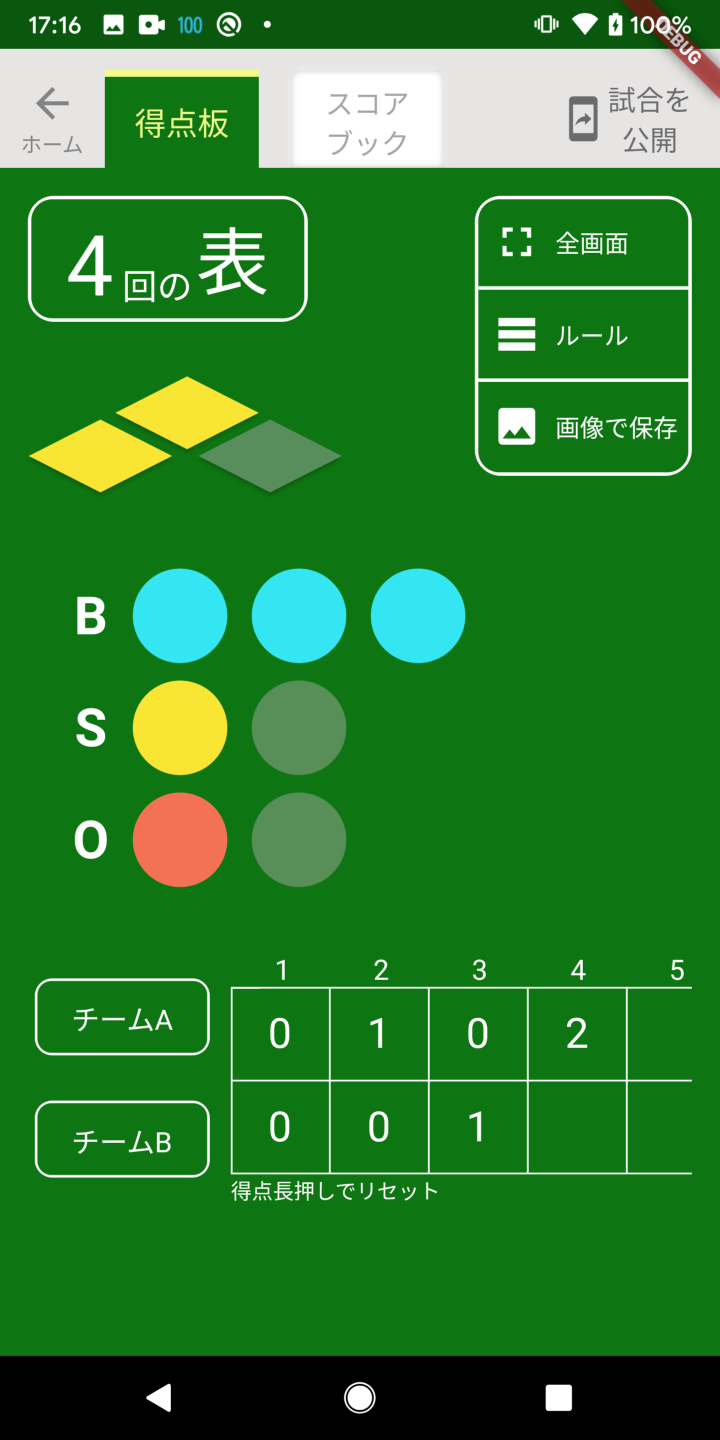 17:16 100 100%
DEBUG
ホーム
得点板
スコア
ブック
試合を
公開
4回の表
全画面
ルール
画像で保存
B
S
O
1 2 3 4 5
チームA 0 1 0 2
チームB 0 0 1
得点長押しでリセット